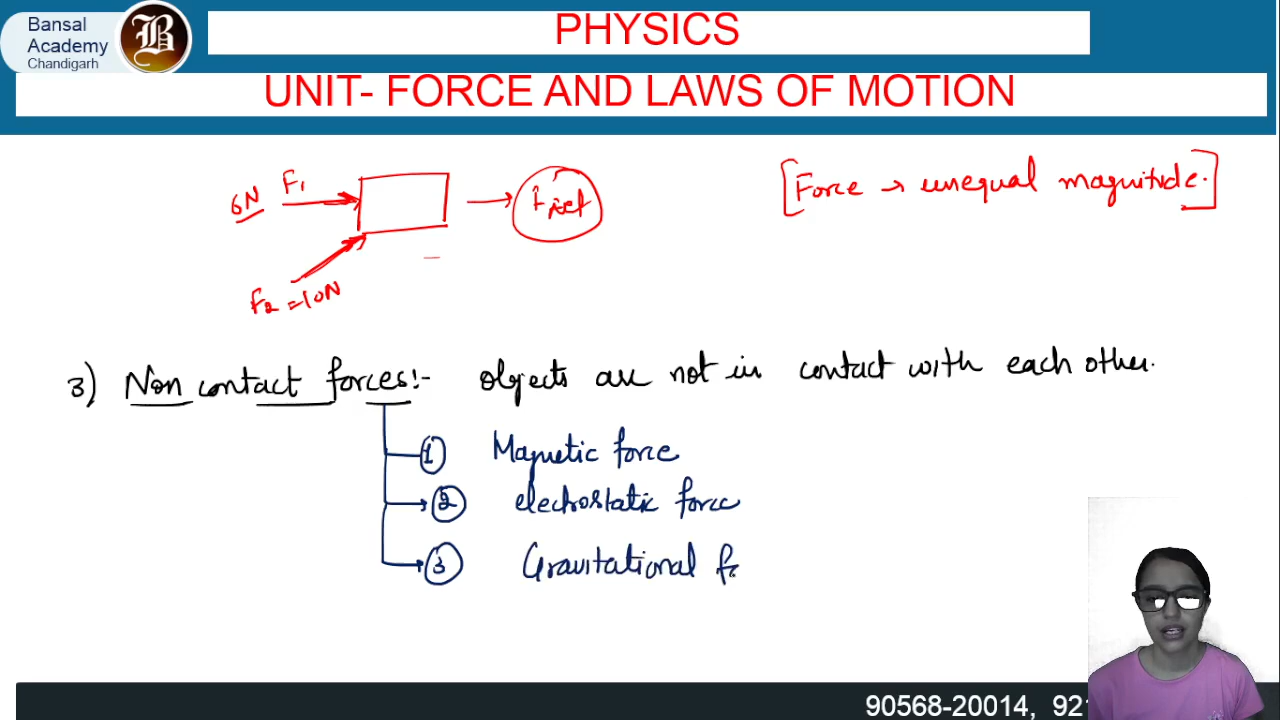 Bansal
Academy
Chandigarh
B
PHYSICS
UNIT- FORCE AND LAWS OF MOTION
6N F1
Fnet
[Force → unequal magnitude.]
F2 = 10N
3) Non contact forces:- objects are not in contact with each other.
1 Magnetic force
2 electrostatic force
3 Gravitational fo
90568-20014, 921